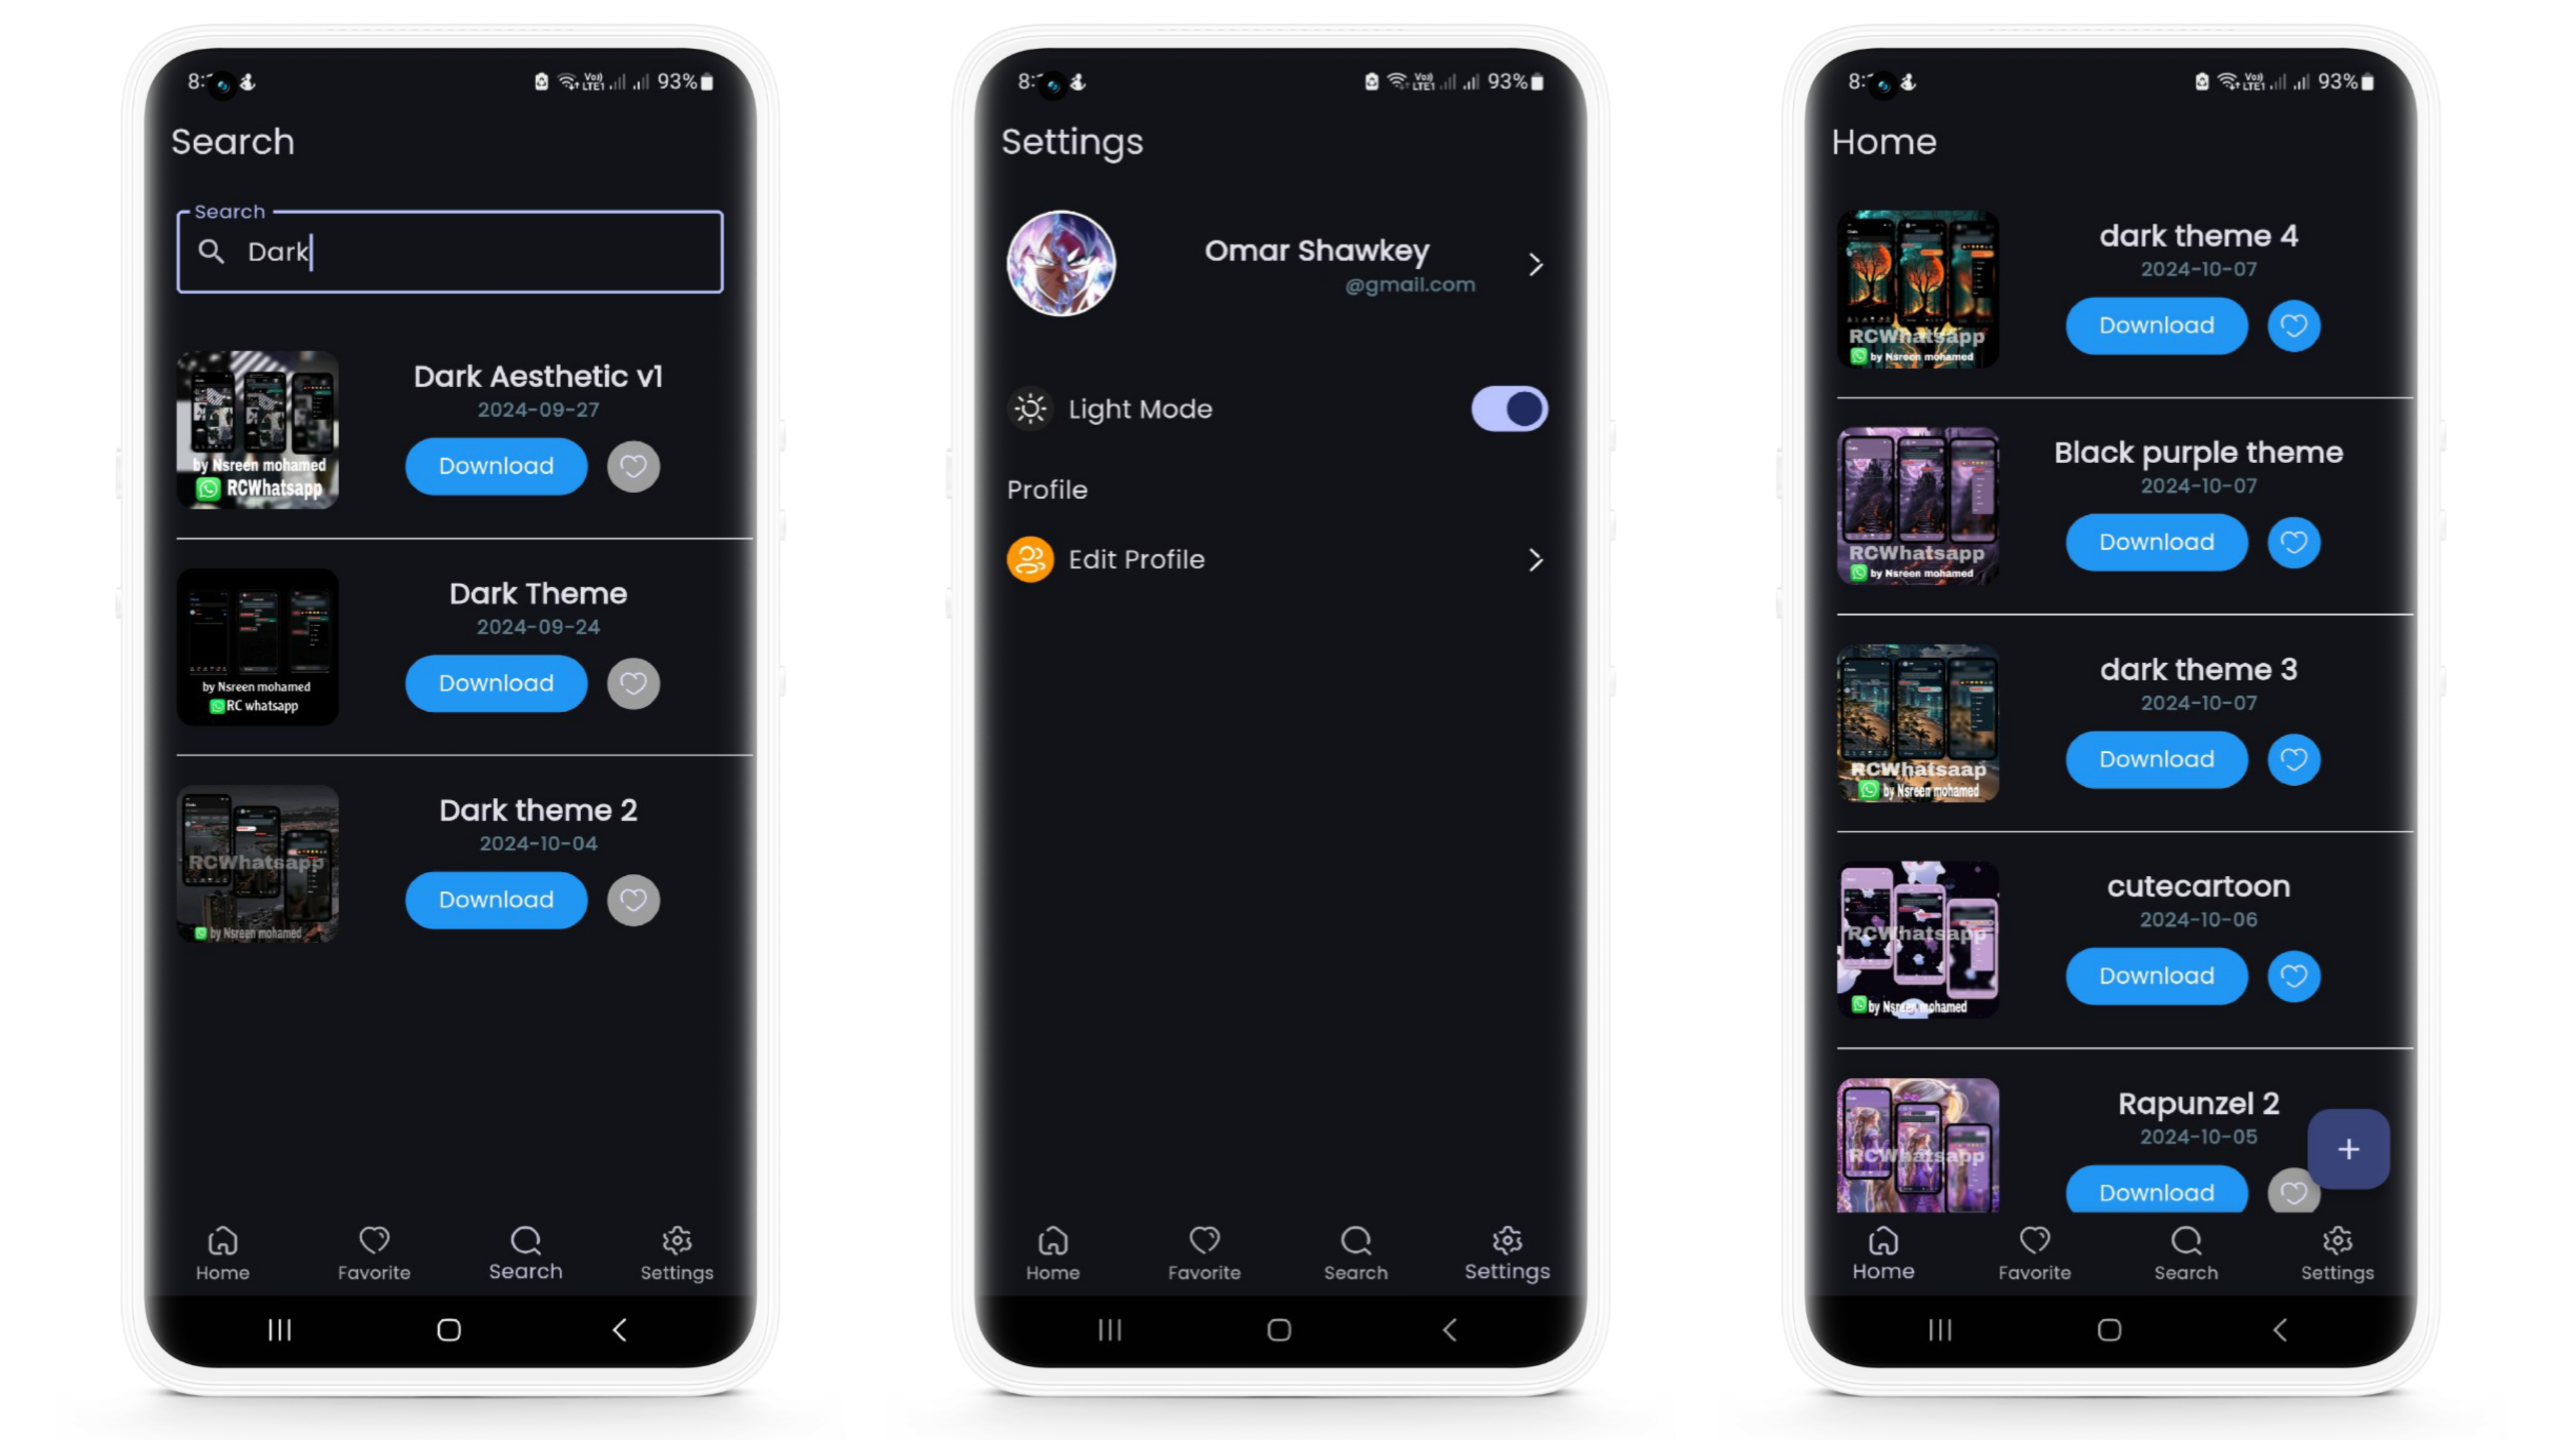 8:
Vo))
LTE1
93%
Search
Search
Dark
Dark Aesthetic v1
2024-09-27
Download
by Nsreen mohamed
RCWhatsapp
Dark Theme
2024-09-24
Download
by Nsreen mohamed
RC whatsapp
Dark theme 2
2024-10-04
Download
RCWhatsapp
by Nsreen mohamed
Home
Favorite
Search
Settings
8:
Vo))
LTE1
93%
Settings
Omar Shawkey
@gmail.com
Light Mode
Profile
Edit Profile
Home
Favorite
Search
Settings
8:
Vo))
LTE1
93%
Home
dark theme 4
2024-10-07
Download
RCWhatsapp
by Nsreen mohamed
Black purple theme
2024-10-07
Download
RCWhatsapp
by Nsreen mohamed
dark theme 3
2024-10-07
Download
RCWhatsaap
by Nsreen mohamed
cutecartoon
2024-10-06
Download
RCWhatsapp
by Nsreen mohamed
Rapunzel 2
2024-10-05
Download
RCWhatsapp
Home
Favorite
Search
Settings